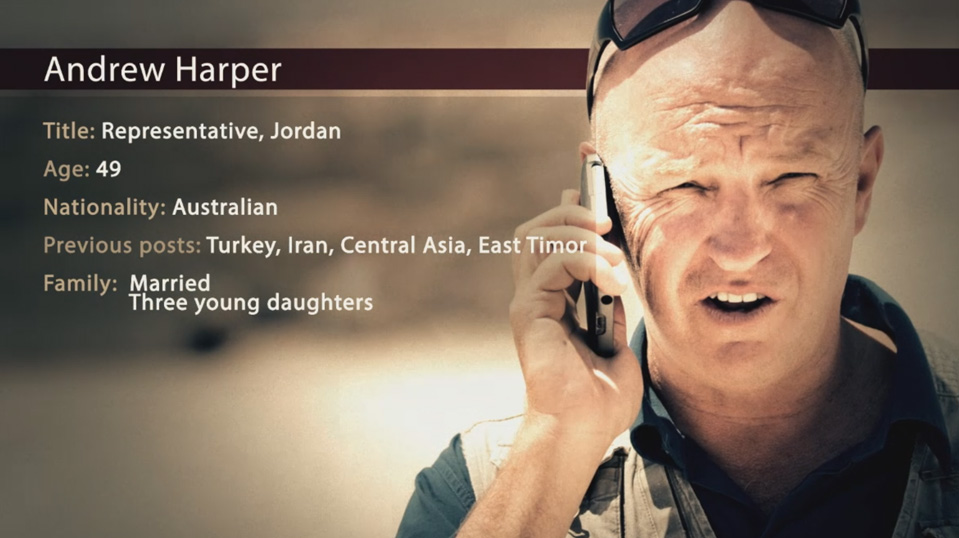 Andrew Harper
Title: Representative, Jordan
Age: 49
Nationality: Australian
Previous posts: Turkey, Iran, Central Asia, East Timor
Family: Married
Three young daughters